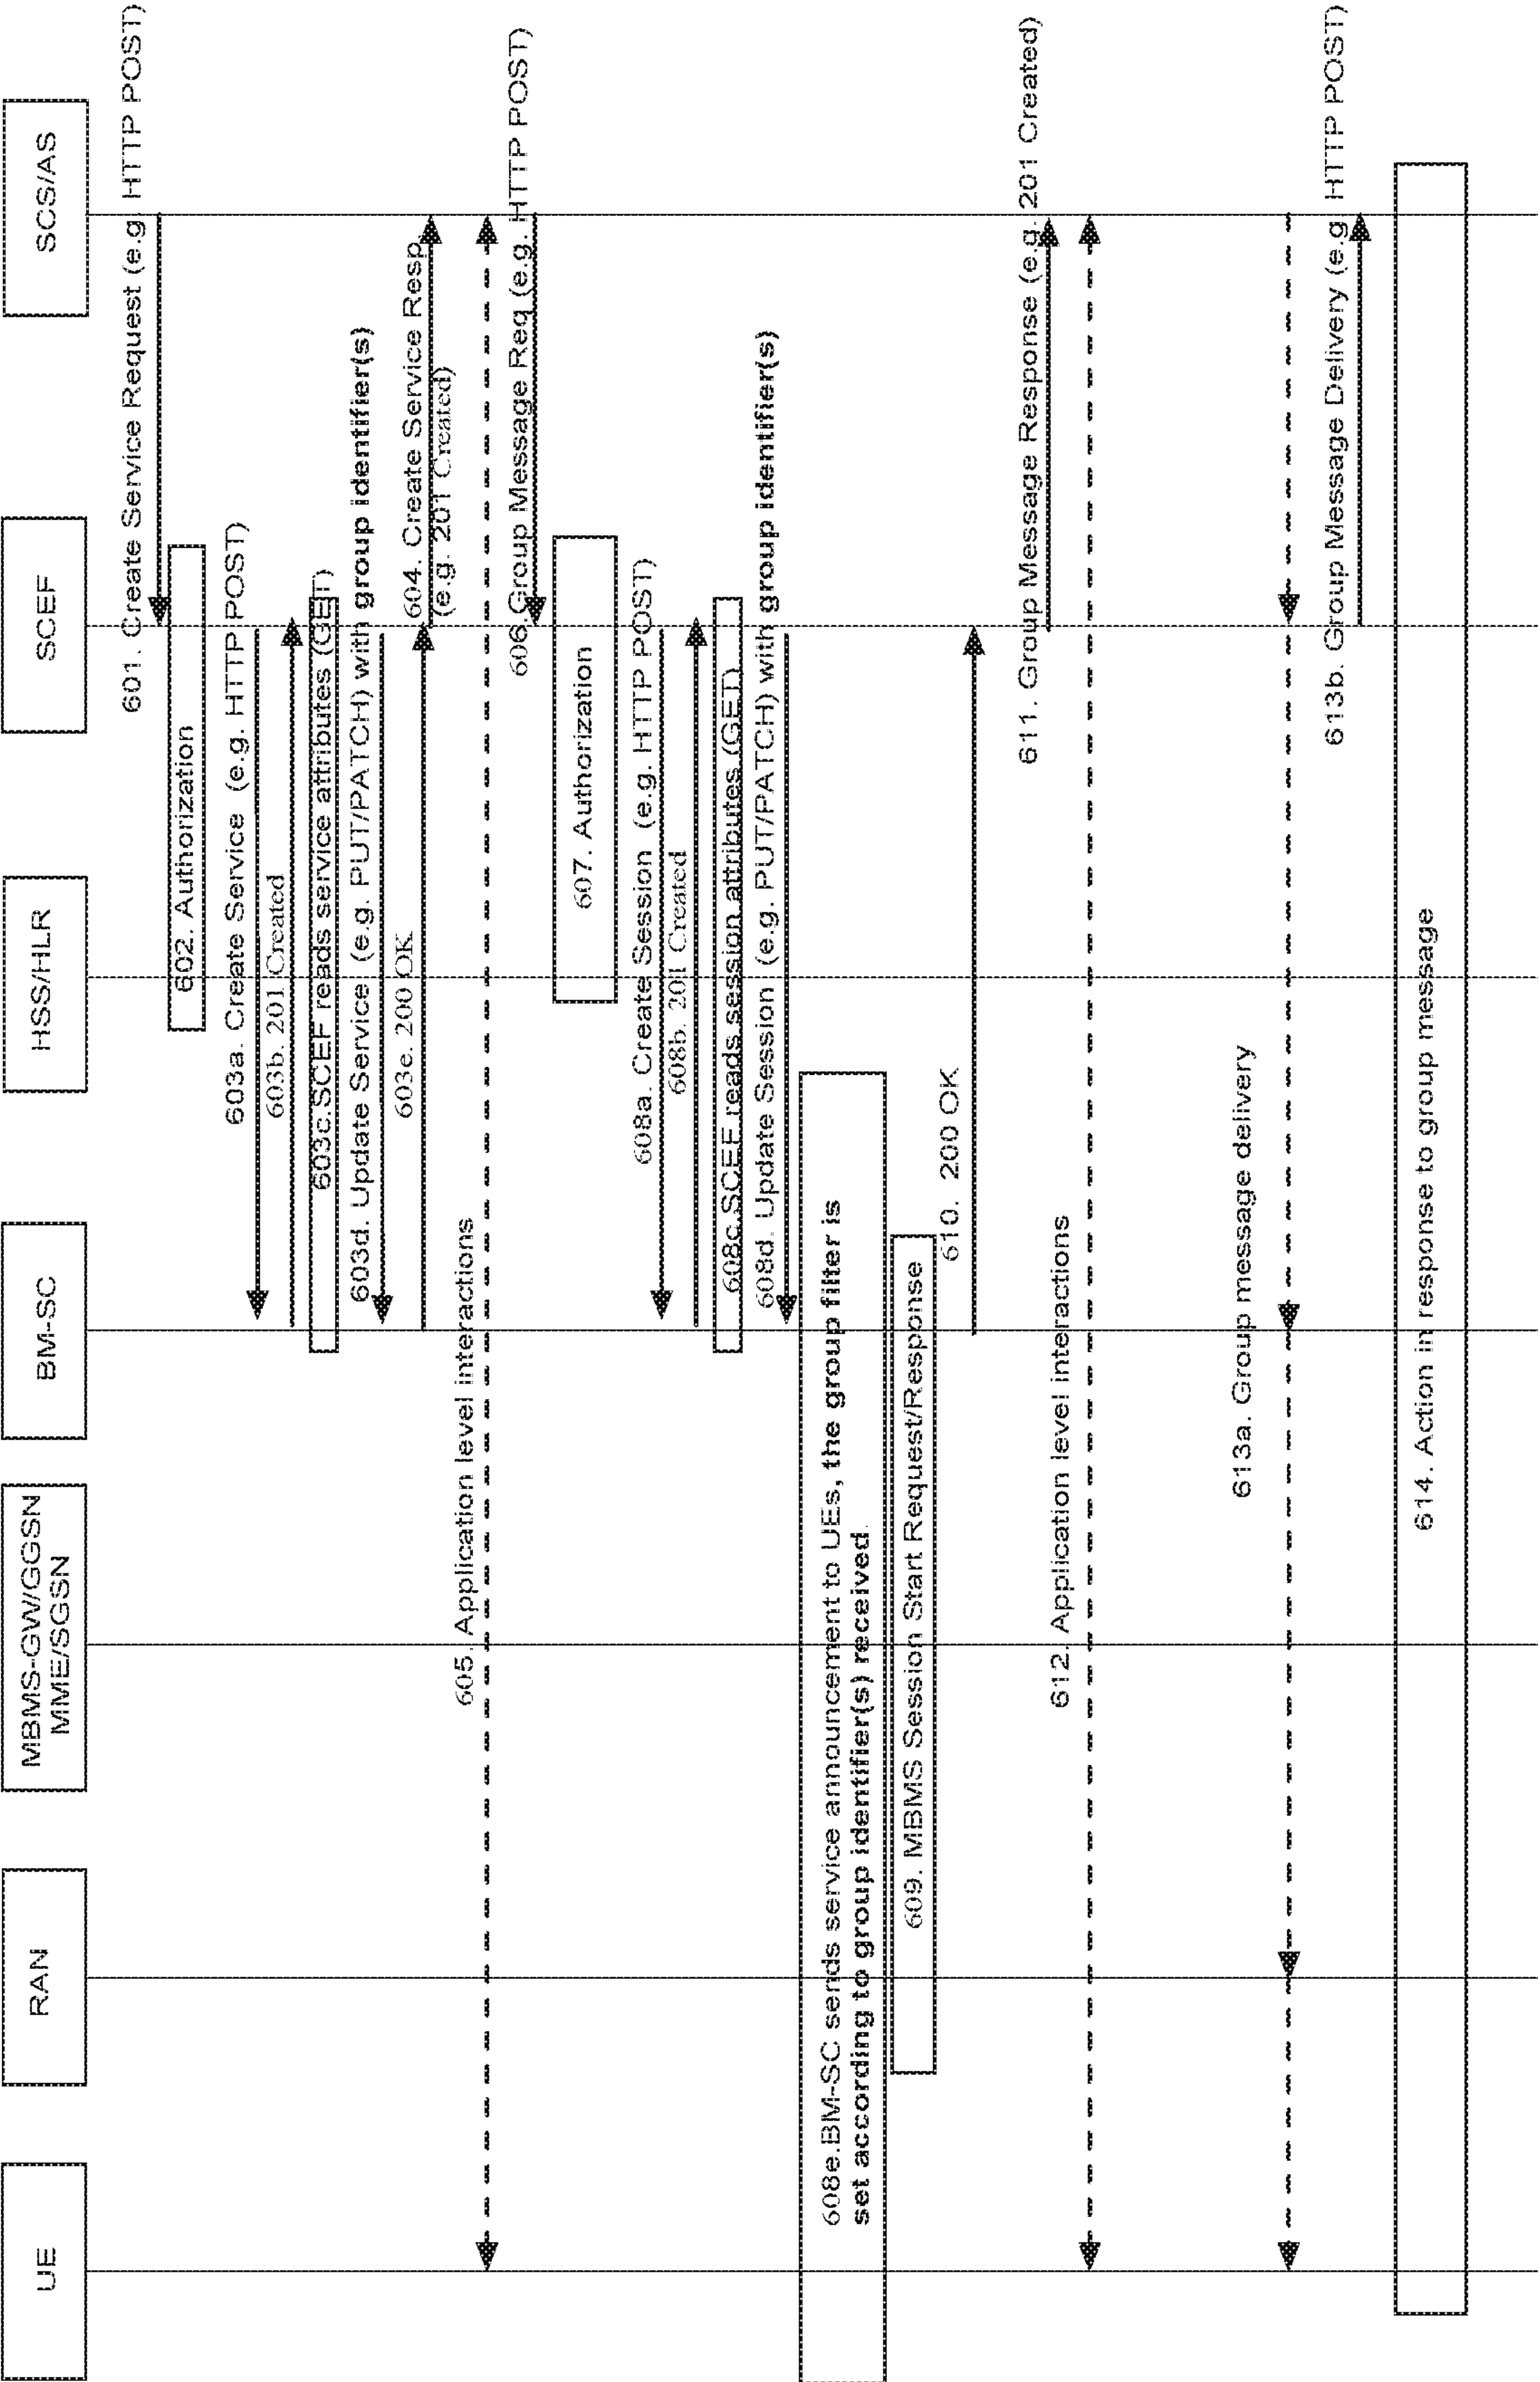 UE
RAN
MBMS-GW/GGSN
MME/SGSN
BM-SC
HSS/HLR
SCEF
SCS/AS
601. Create Service Request (e.g. HTTP POST)
602. Authorization
603a. Create Service (e.g. HTTP POST)
603b. 201 Created
603c.SCEF reads service attributes (GET)
603d. Update Service (e.g. PUT/PATCH) with group identifier(s)
603e. 200 OK
604. Create Service Resp.
(e.g. 201 Created)
605. Application level interactions
606. Group Message Req (e.g. HTTP POST)
607. Authorization
608a. Create Session (e.g. HTTP POST)
608b. 201 Created
608c.SCEF reads session attributes (GET)
608d. Update Session (e.g. PUT/PATCH) with group identifier(s)
608e.BM-SC sends service announcement to UEs, the group filter is
set according to group identifier(s) received.
609. MBMS Session Start Request/Response
610. 200 OK
611. Group Message Response (e.g. 201 Created)
612. Application level interactions
613a. Group message delivery
613b. Group Message Delivery (e.g. HTTP POST)
614. Action in response to group message